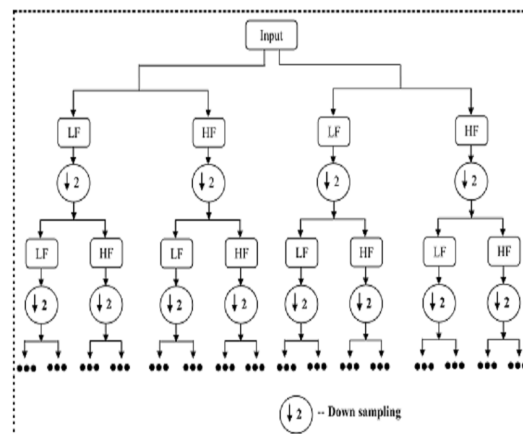 Input
LF HF LF HF
↓2 ↓2 ↓2 ↓2
LF HF LF HF LF HF LF HF
↓2 ↓2 ↓2 ↓2 ↓2 ↓2 ↓2 ↓2
↓2 -- Down sampling